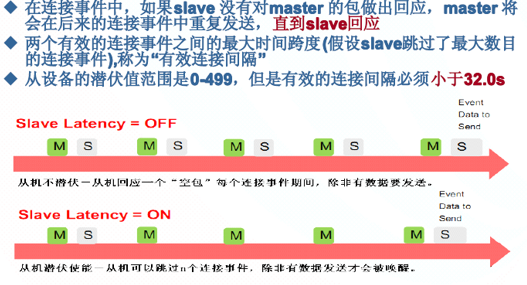 在连接事件中，如果slave 没有对master 的包做出回应，master 将
会在后来的连接事件中重复发送，直到slave回应
两个有效的连接事件之间的最大时间跨度(假设slave跳过了最大数目
的连接事件),称为“有效连接间隔”
从设备的潜伏值范围是0-499，但是有效的连接间隔必须小于32.0s
Event
Data to
Send
Slave Latency = OFF
M S M S M S M S M S
从机不潜伏—从机回应一个“空包”每个连接事件期间，除非有数据要发送。
Event
Data to
Send
Slave Latency = ON
M S M M M M S
从机潜伏使能—从机可以跳过n个连接事件，除非有数据发送才会被唤醒。